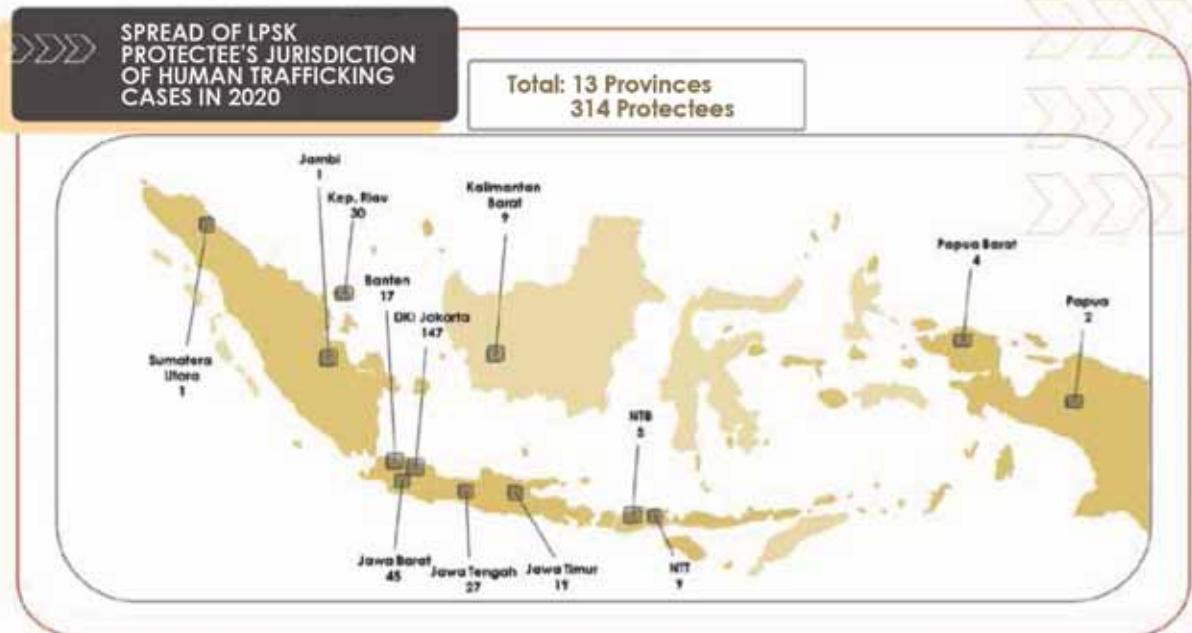 SPREAD OF LPSK
PROTECTEE'S JURISDICTION
OF HUMAN TRAFFICKING
CASES IN 2020
Total: 13 Provinces
314 Protectees
Jambi
1
Kep. Riau
30
Kalimantan
Barat
9
Banten
17
DKI Jakarta
147
Papua Barat
4
Papua
2
Sumatera
Utara
1
NTB
5
Jawa Barat
45
Jawa Tengah
27
Jawa Timur
19
NTT
7